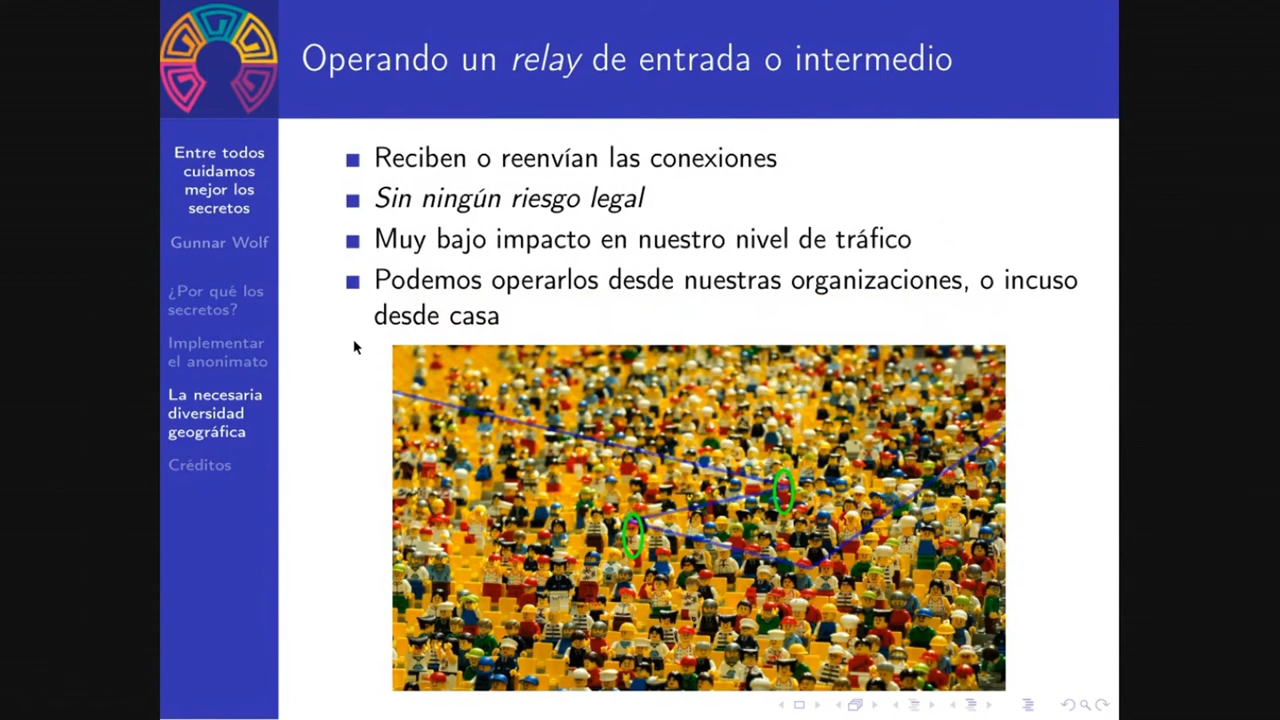 Operando un relay de entrada o intermedio
Entre todos
cuidamos
mejor los
secretos
Gunnar Wolf
¿Por qué los
secretos?
Implementar
el anonimato
La necesaria
diversidad
geográfica
Créditos
Reciben o reenvían las conexiones
Sin ningún riesgo legal
Muy bajo impacto en nuestro nivel de tráfico
Podemos operarlos desde nuestras organizaciones, o incuso
desde casa